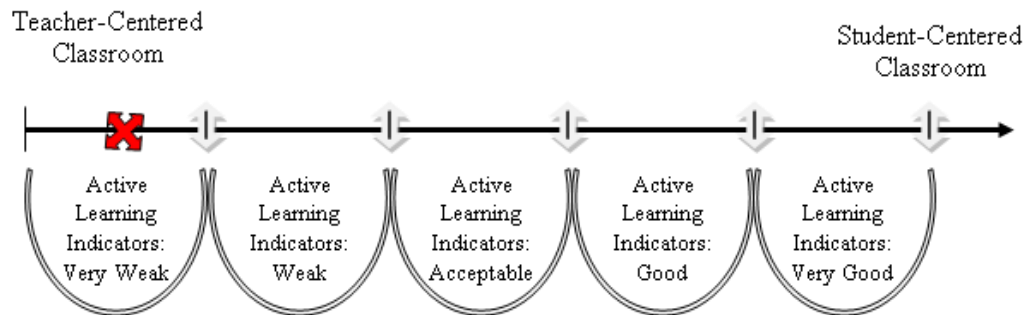 Teacher-Centered
Classroom
Student-Centered
Classroom
Active
Learning
Indicators:
Very Weak
Active
Learning
Indicators:
Weak
Active
Learning
Indicators:
Acceptable
Active
Learning
Indicators:
Good
Active
Learning
Indicators:
Very Good